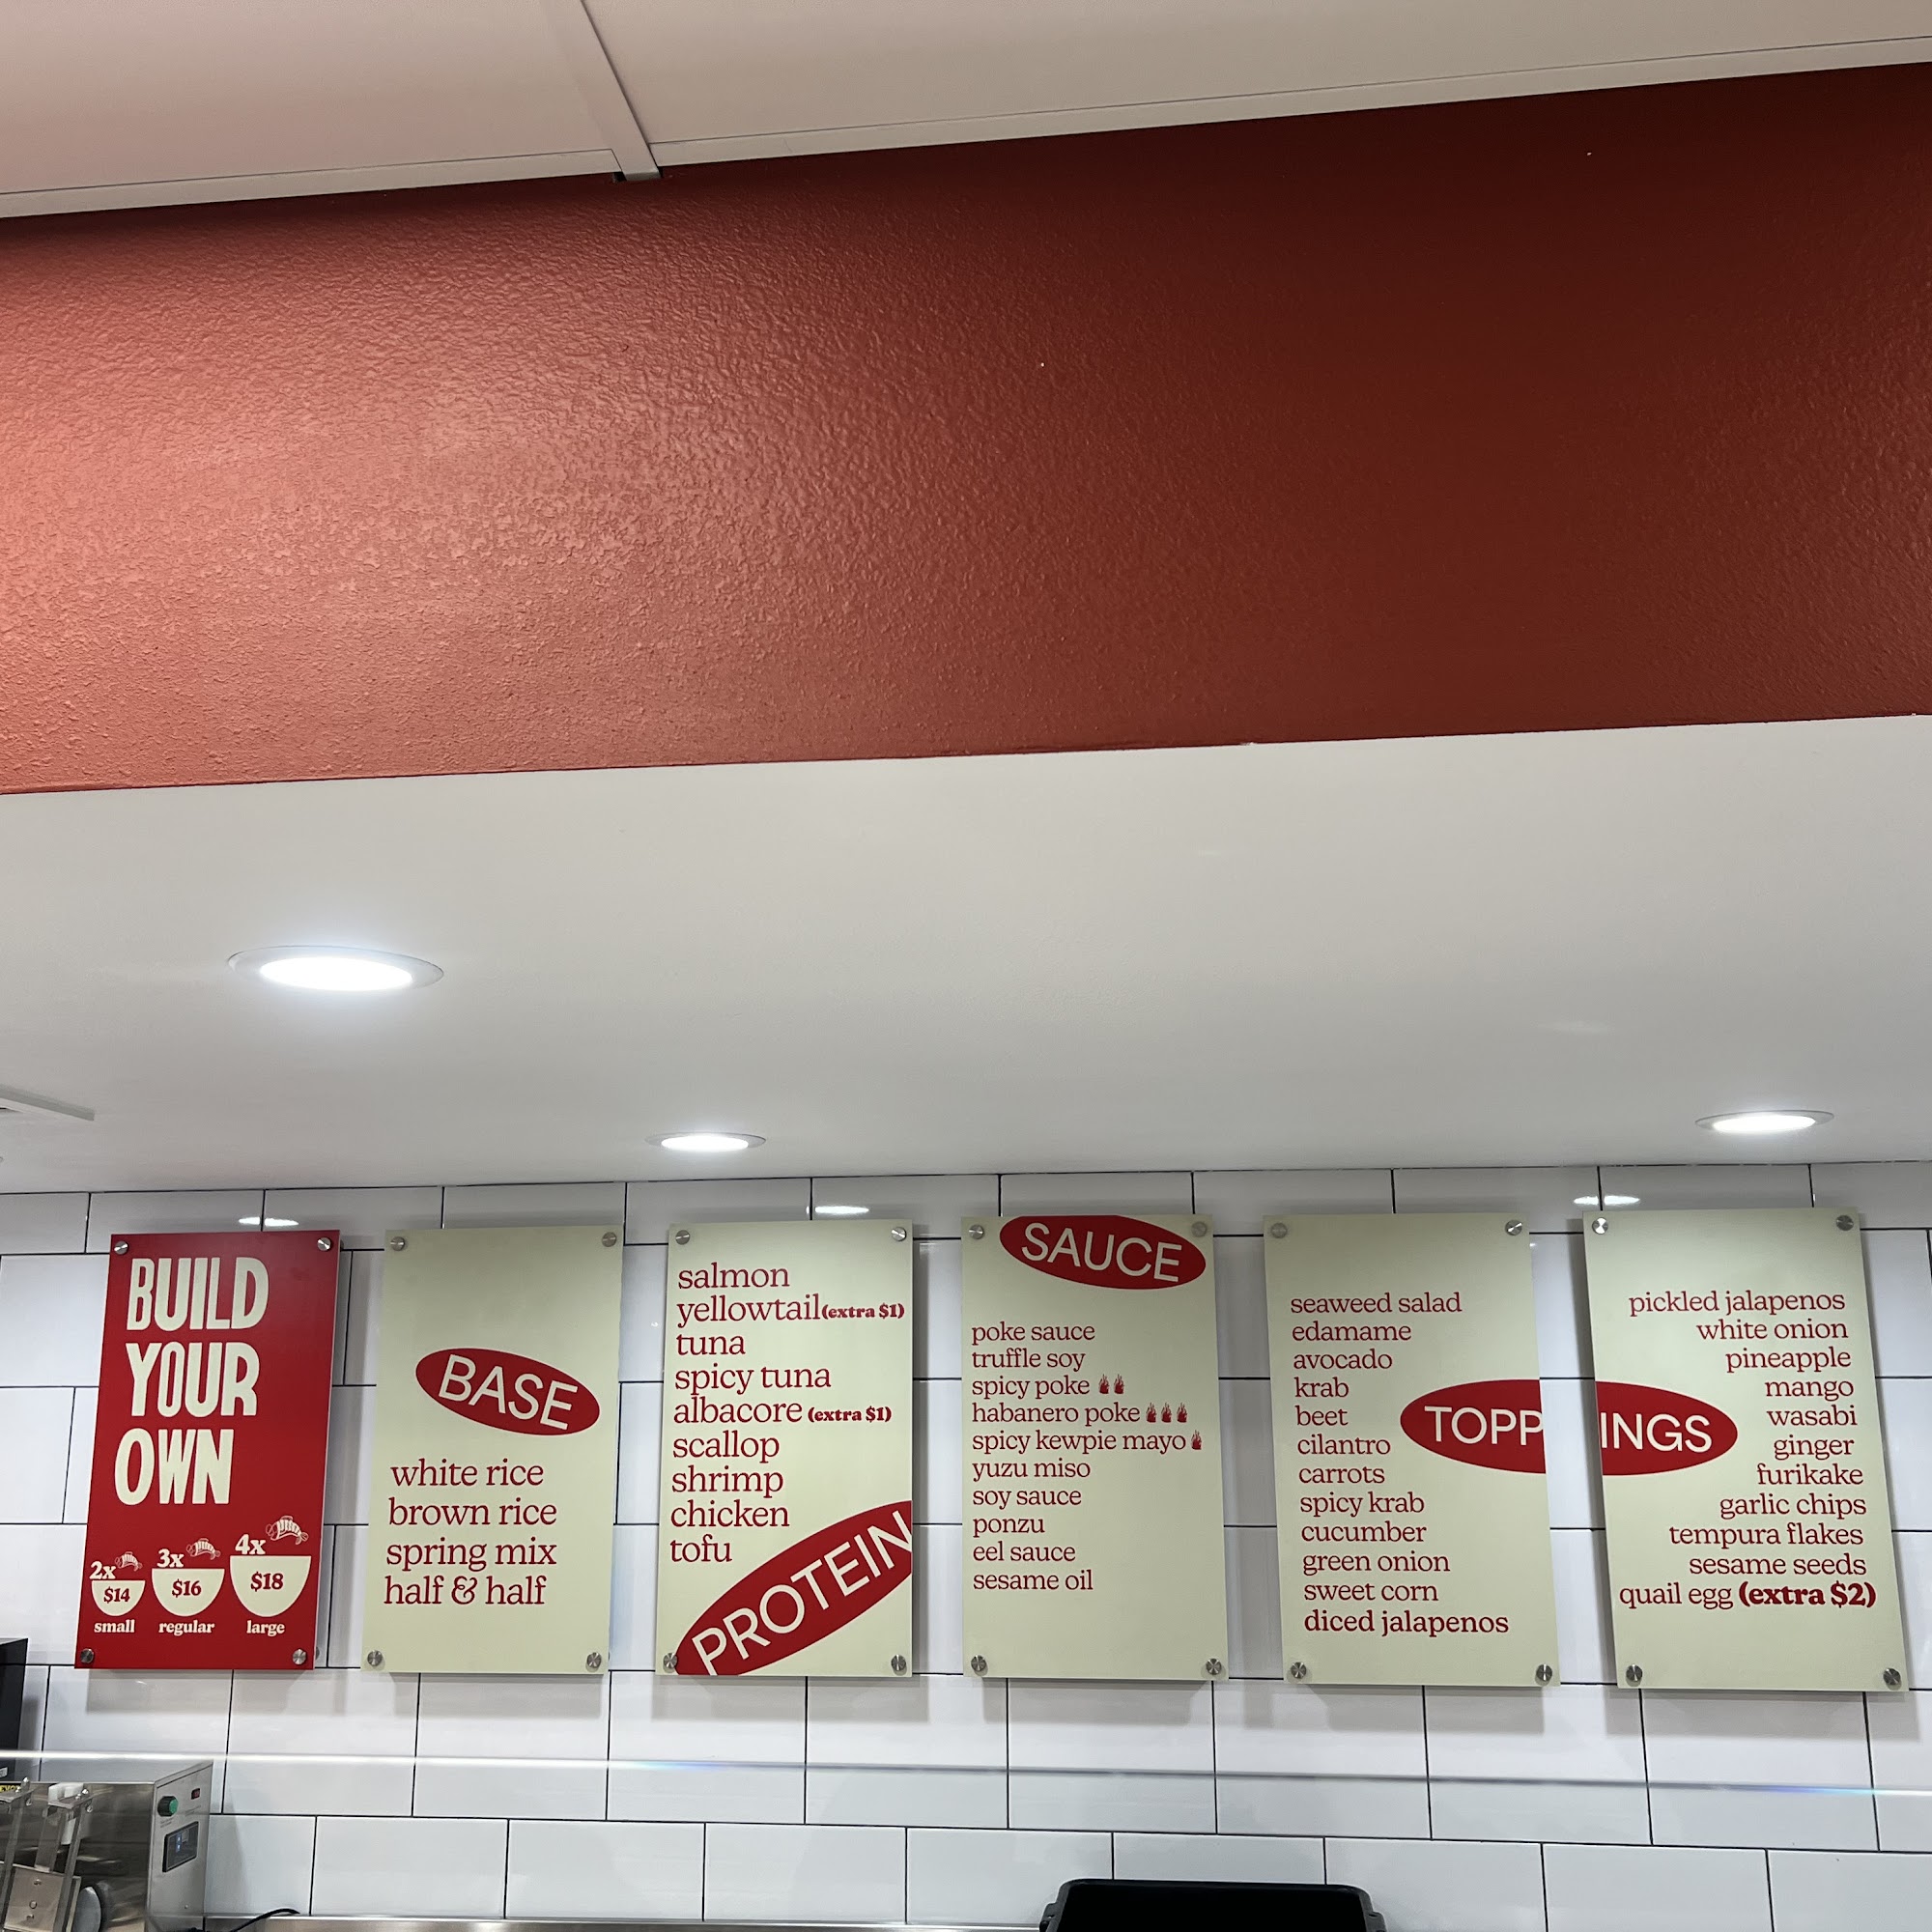 BUILD
YOUR
OWN
2x
$14
small
3x
$16
regular
4x
$18
large
BASE
white rice
brown rice
spring mix
half & half
salmon
yellowtail(extra $1)
tuna
spicy tuna
albacore (extra $1)
scallop
shrimp
chicken
tofu
PROTEIN
SAUCE
poke sauce
truffle soy
spicy poke
habanero poke
spicy kewpie mayo
yuzu miso
soy sauce
ponzu
eel sauce
sesame oil
seaweed salad
edamame
avocado
krab
beet
cilantro
carrots
spicy krab
cucumber
green onion
sweet corn
diced jalapenos
TOPPINGS
pickled jalapenos
white onion
pineapple
mango
wasabi
ginger
furikake
garlic chips
tempura flakes
sesame seeds
quail egg (extra $2)